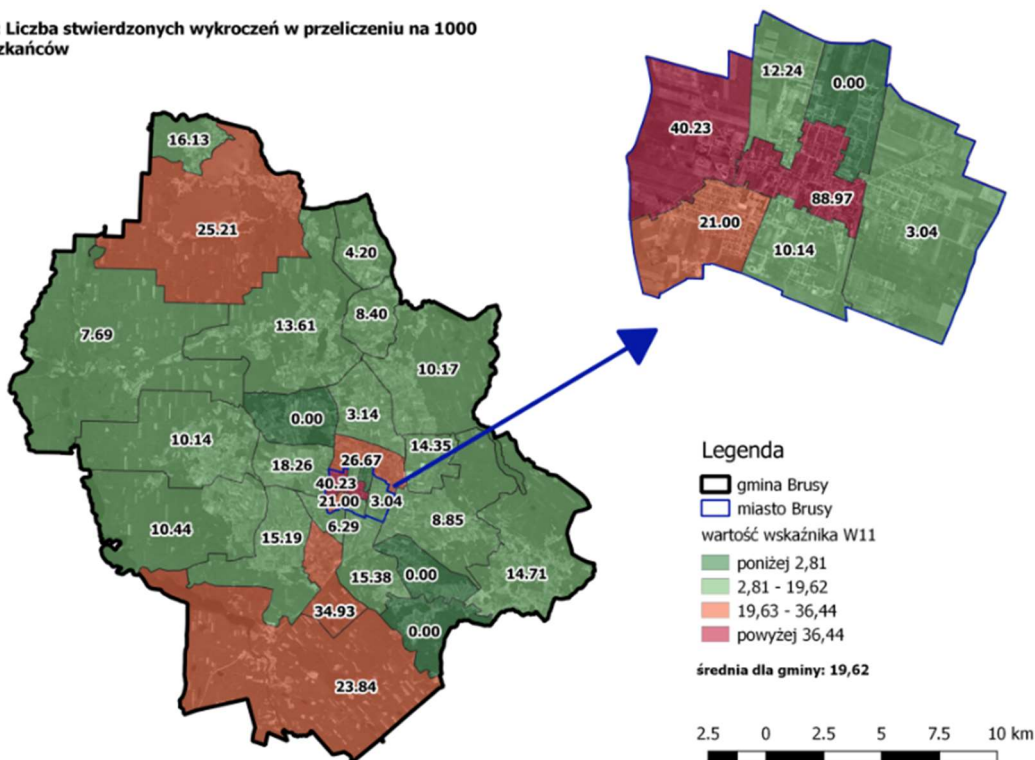 : Liczba stwierdzonych wykroczeń w przeliczeniu na 1000
zkańców
12.24
0.00
40.23
88.97
21.00
3.04
10.14
16.13
25.21
4.20
8.40
7.69
13.61
10.17
0.00
3.14
10.14
14.35
26.67
18.26
40.23
21.00
3.04
6.29
8.85
10.44
15.19
15.38
0.00
14.71
34.93
0.00
23.84
Legenda
gmina Brusy
miasto Brusy
wartość wskaźnika W11
poniżej 2,81
2,81 - 19,62
19,63 - 36,44
powyżej 36,44
średnia dla gminy: 19,62
2.5 0 2.5 5 7.5 10 km